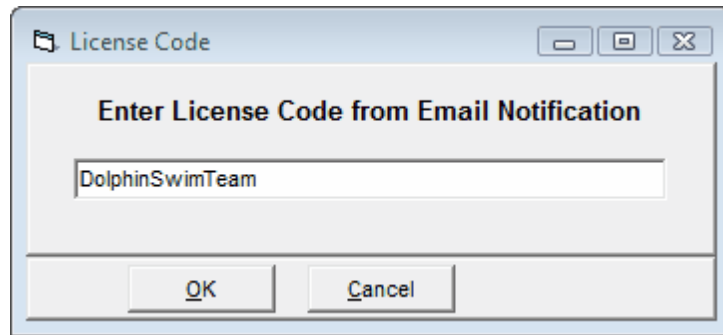 License Code
Enter License Code from Email Notification
DolphinSwimTeam
OK
Cancel